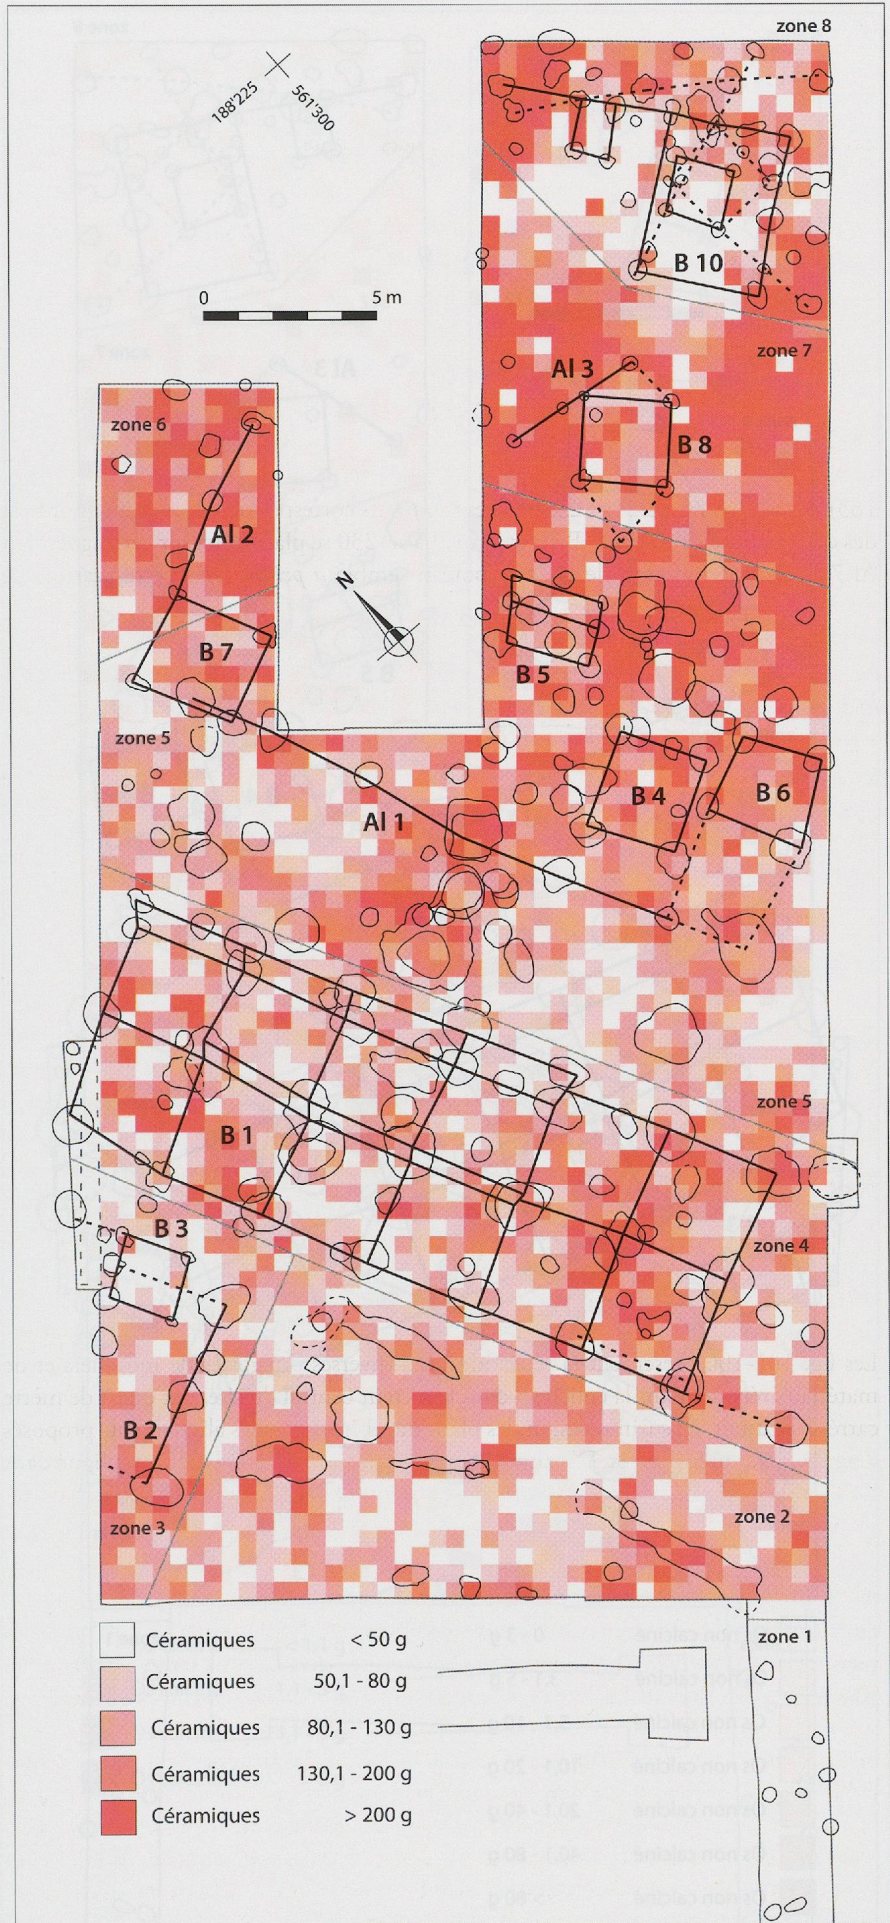 zone 8
188'225
561'300
B 10
0 5 m
zone 7
Al 3
zone 6
B 8
Al 2
N
B 7
B 5
zone 5
B 4
B 6
Al 1
zone 5
B 1
B 3
zone 4
B 2
zone 2
zone 3
Céramiques < 50 g
zone 1
Céramiques 50,1 - 80 g
Céramiques 80,1 - 130 g
Céramiques 130,1 - 200 g
Céramiques > 200 g